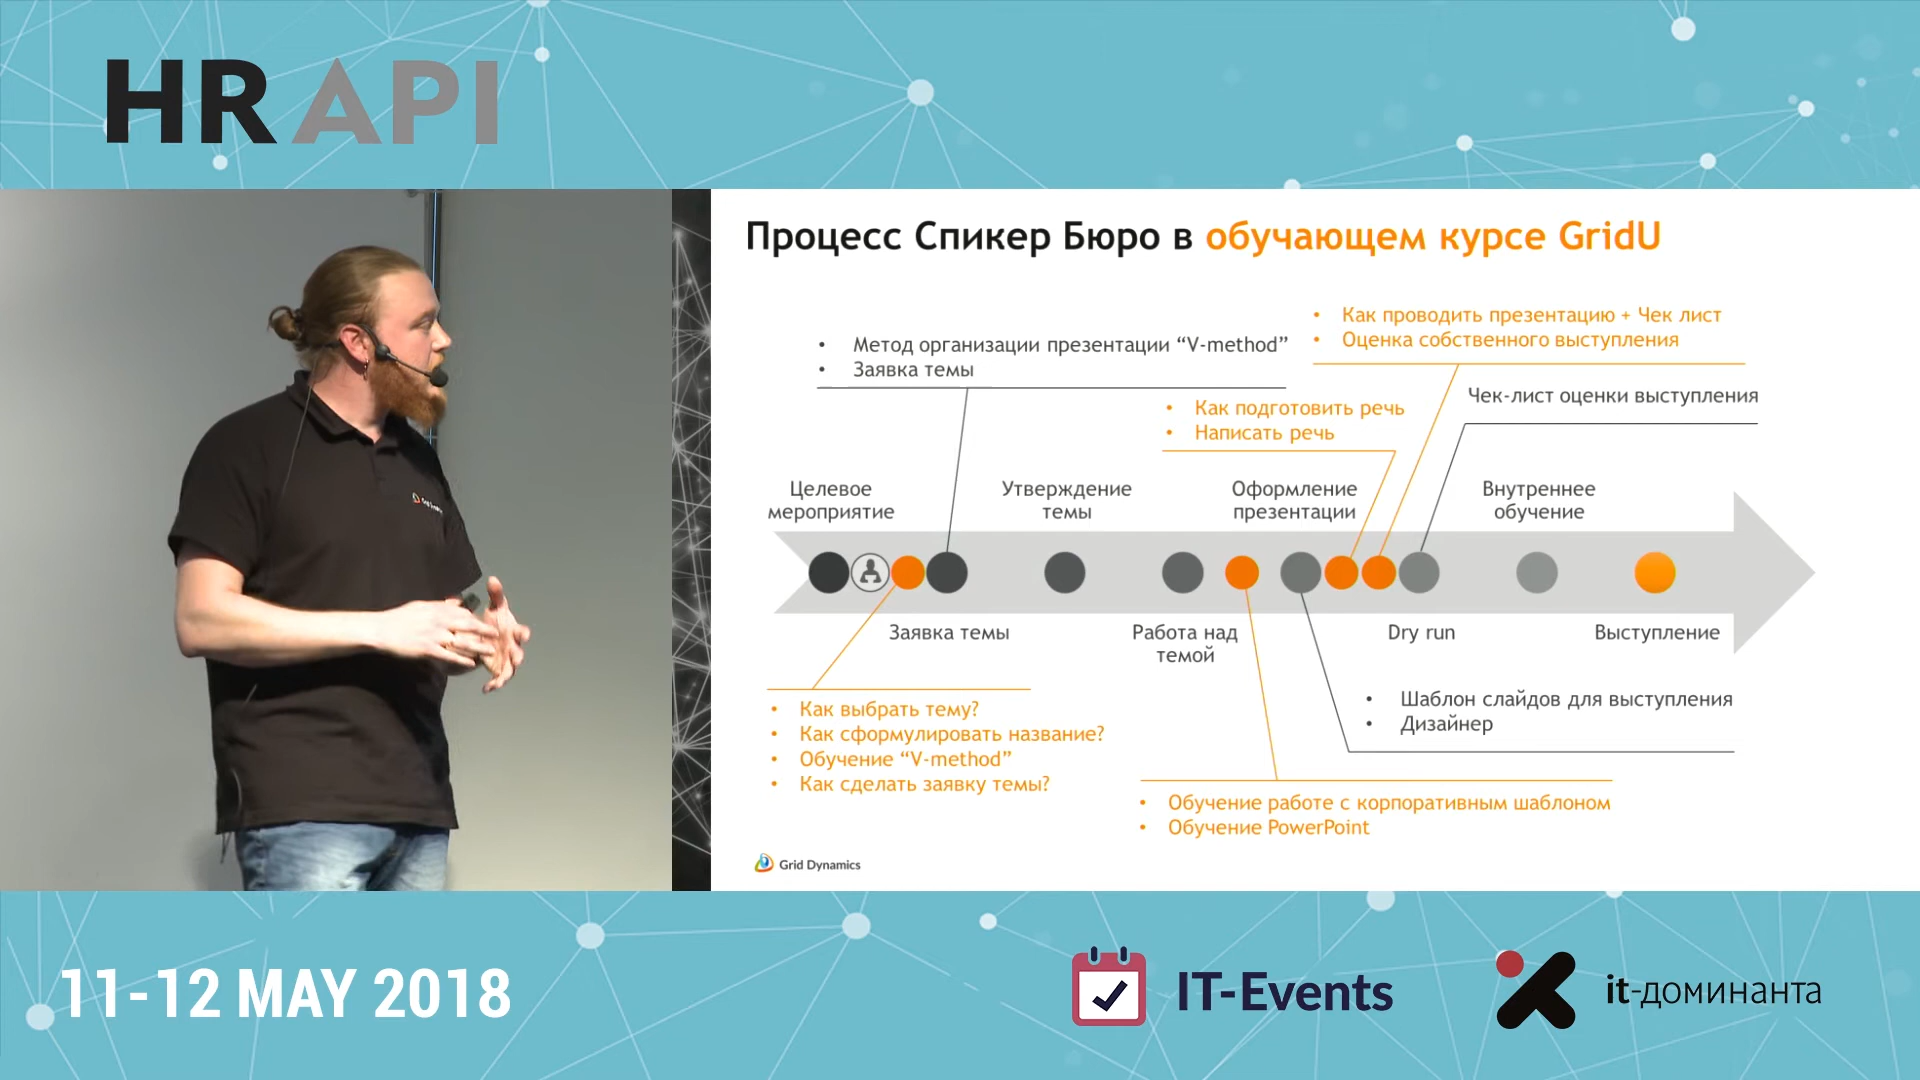 HR API
Процесс Спикер Бюро в обучающем курсе GridU
• Как проводить презентацию + Чек лист
• Оценка собственного выступления
• Метод организации презентации “V-method”
• Заявка темы
Чек-лист оценки выступления
• Как подготовить речь
• Написать речь
Целевое
мероприятие
Утверждение
темы
Оформление
презентации
Внутреннее
обучение
Заявка темы
Работа над
темой
Dry run
Выступление
• Шаблон слайдов для выступления
• Дизайнер
• Как выбрать тему?
• Как сформулировать название?
• Обучение “V-method”
• Как сделать заявку темы?
• Обучение работе с корпоративным шаблоном
• Обучение PowerPoint
Grid Dynamics
11-12 MAY 2018
IT-Events
it-доминанта